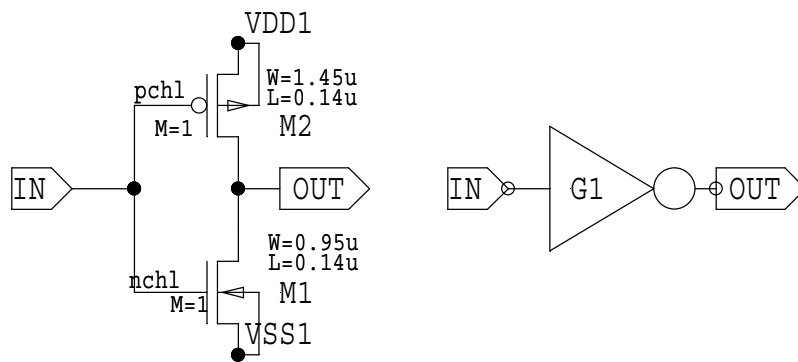 VDD1
W=1.45u
L=0.14u
pchl
M=1
M2
IN
OUT
W=0.95u
L=0.14u
nchl
M=1
M1
VSS1
IN
G1
OUT